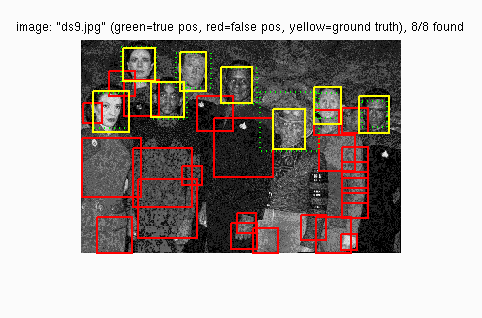 image: "ds9.jpg" (green=true pos, red=false pos, yellow=ground truth), 8/8 found